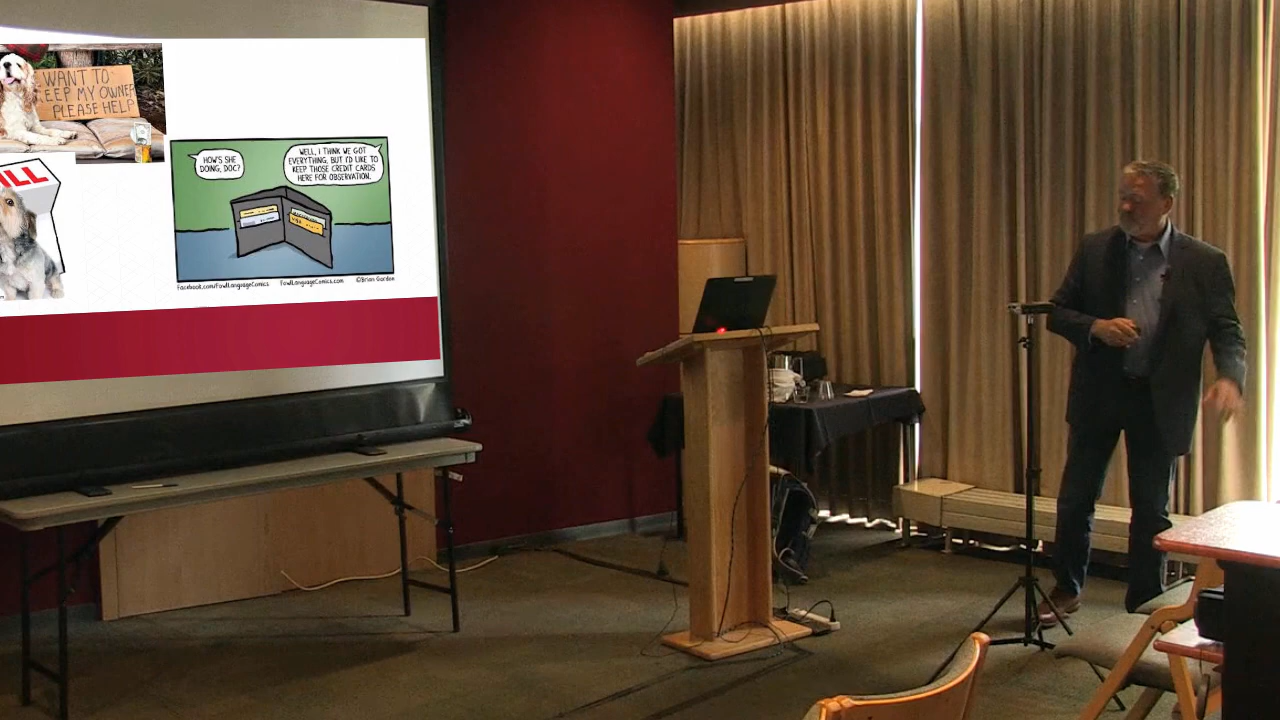 WANT TO
EEP MY OWNER
PLEASE HELP
ILL
HOW'S SHE
DOING, DOC?
WELL, I THINK WE GOT
EVERYTHING, BUT I'D LIKE TO
KEEP THOSE CREDIT CARDS
HERE FOR OBSERVATION.
Facebook.com/FowlLanguageComics FowlLanguageComics.com ©Brian Gordon